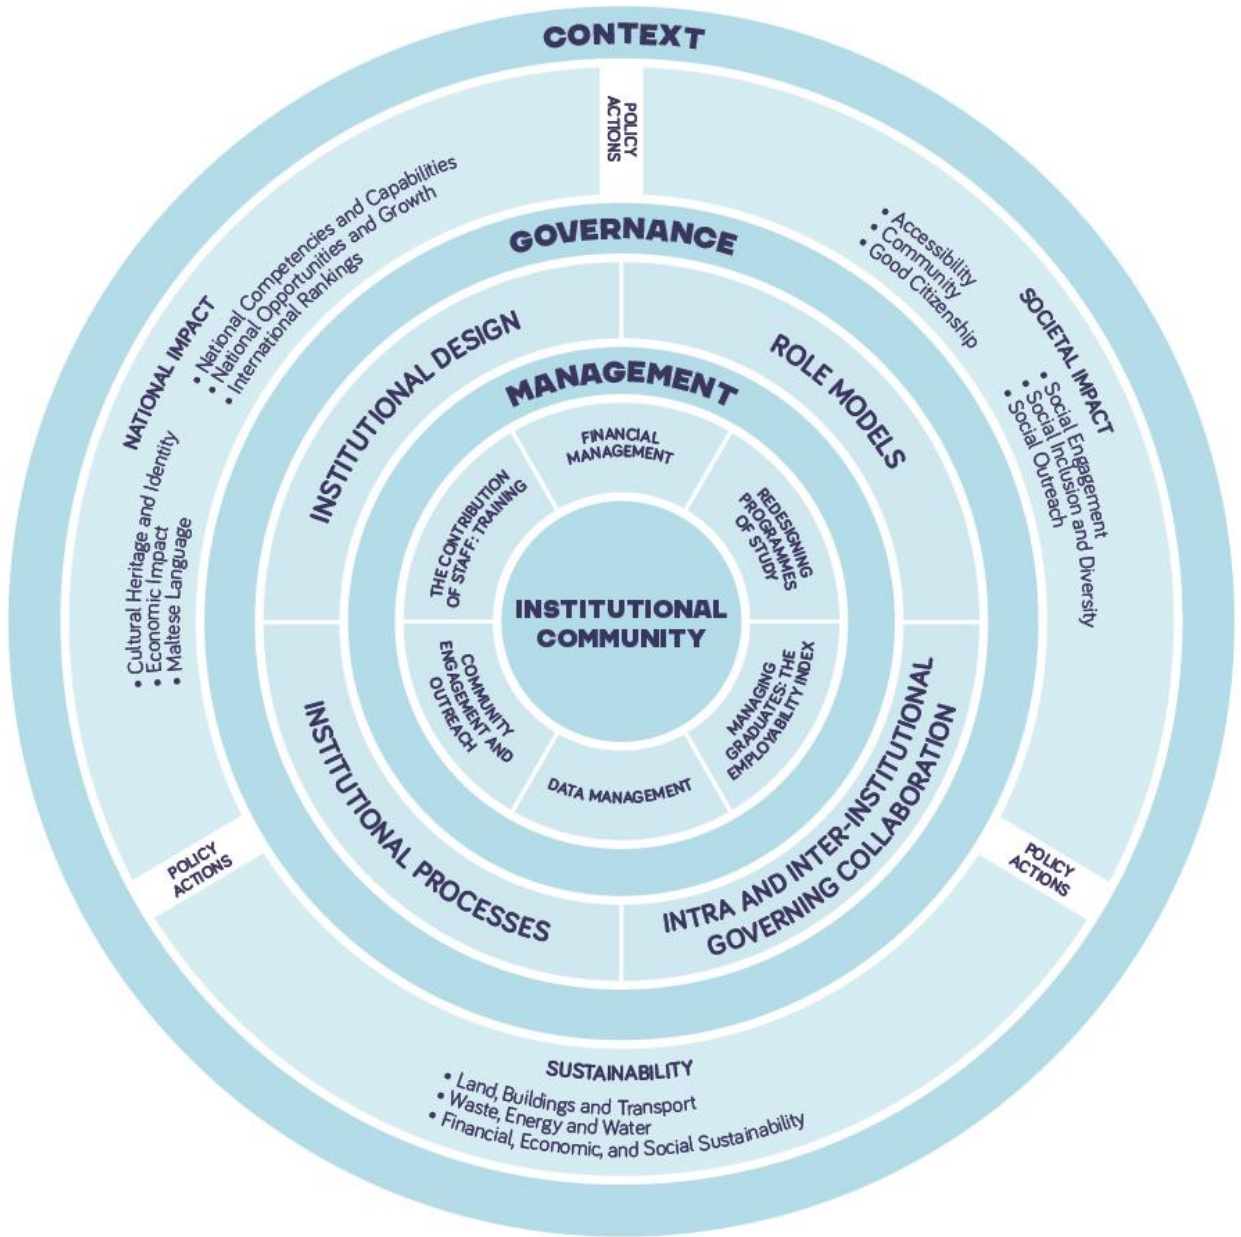 CONTEXT
POLICY
ACTIONS
NATIONAL IMPACT
• National Competencies and Capabilities
• National Opportunities and Growth
• International Rankings
• Cultural Heritage and Identity
• Economic Impact
• Maltese Language
SOCIETAL IMPACT
• Accessibility
• Community
• Good Citizenship
• Social Engagement
• Social Inclusion and Diversity
• Social Outreach
GOVERNANCE
INSTITUTIONAL DESIGN
ROLE MODELS
MANAGEMENT
FINANCIAL
MANAGEMENT
THE CONTRIBUTION
OF STAFF: TRAINING
REDESIGNING
PROGRAMMES
OF STUDY
INSTITUTIONAL
COMMUNITY
COMMUNITY
ENGAGEMENT AND
OUTREACH
MANAGING
GRADUATES: THE
EMPLOYABILITY INDEX
DATA MANAGEMENT
INSTITUTIONAL PROCESSES
INTRA AND INTER-INSTITUTIONAL
GOVERNING COLLABORATION
POLICY
ACTIONS
POLICY
ACTIONS
SUSTAINABILITY
• Land, Buildings and Transport
• Waste, Energy and Water
• Financial, Economic, and Social Sustainability